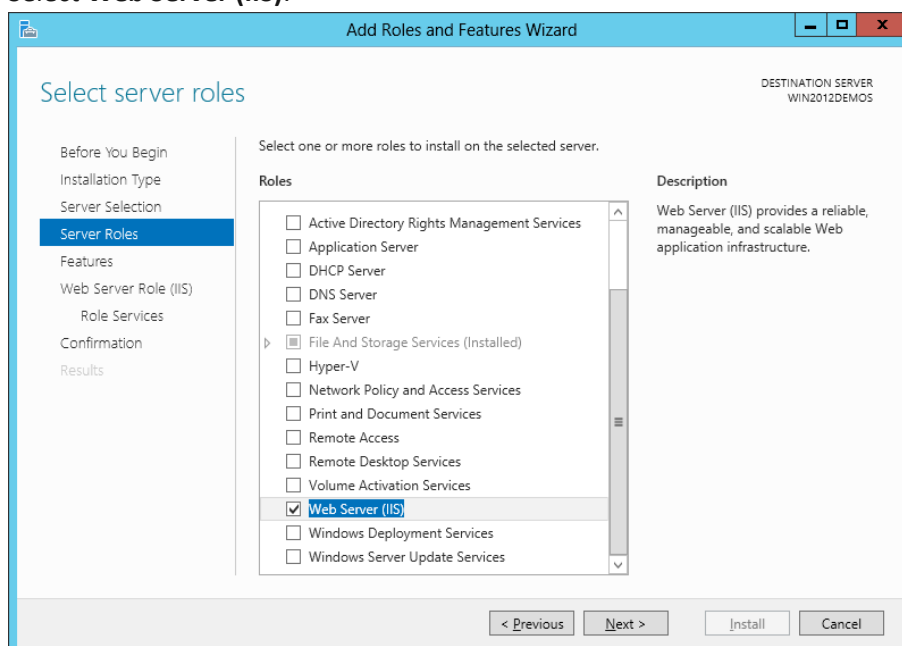 Select Web Server (IIS).
Add Roles and Features Wizard
Select server roles
DESTINATION SERVER
WIN2012DEMOS
Before You Begin
Installation Type
Server Selection
Server Roles
Features
Web Server Role (IIS)
Role Services
Confirmation
Results
Select one or more roles to install on the selected server.
Roles
Active Directory Rights Management Services
Application Server
DHCP Server
DNS Server
Fax Server
File And Storage Services (Installed)
Hyper-V
Network Policy and Access Services
Print and Document Services
Remote Access
Remote Desktop Services
Volume Activation Services
Web Server (IIS)
Windows Deployment Services
Windows Server Update Services
Description
Web Server (IIS) provides a reliable,
manageable, and scalable Web
application infrastructure.
< Previous
Next >
Install
Cancel